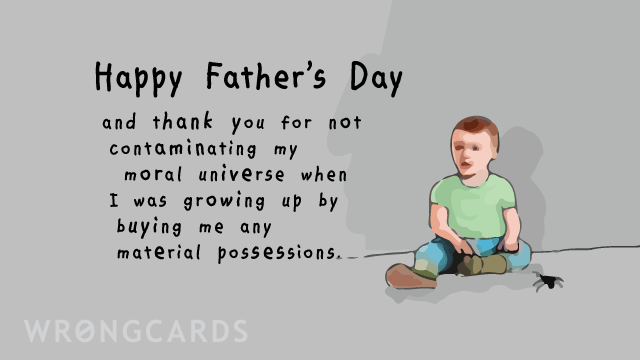 Happy Father's Day
and thank you for not
contaminating my
moral universe when
I was growing up by
buying me any
material possessions.
WRØNGCARDS